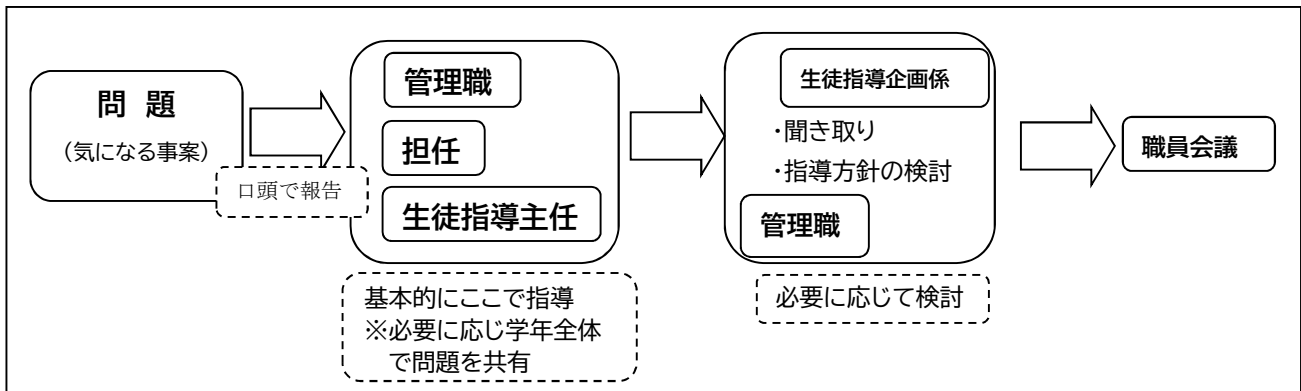 問 題
（気になる事案）
口頭で報告
管理職
担任
生徒指導主任
基本的にここで指導
※必要に応じ学年全体
で問題を共有
生徒指導企画係
・聞き取り
・指導方針の検討
管理職
必要に応じて検討
職員会議